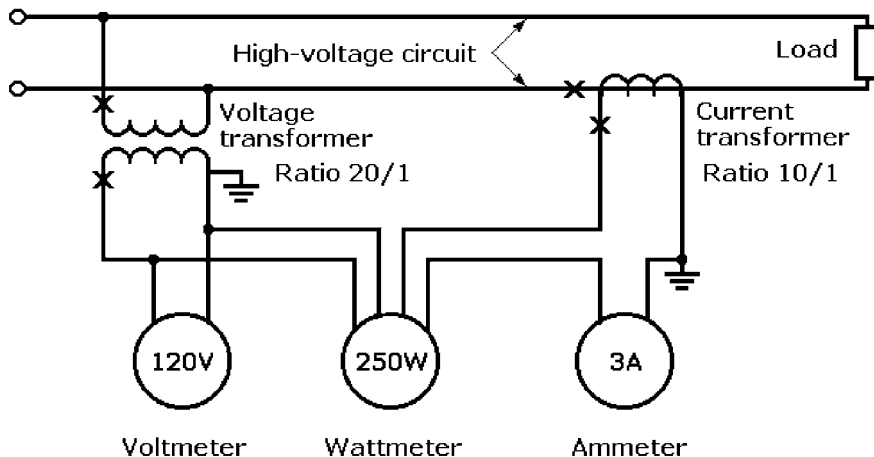 High-voltage circuit
Load
Voltage
transformer
Ratio 20/1
Current
transformer
Ratio 10/1
120V
250W
3A
Voltmeter
Wattmeter
Ammeter